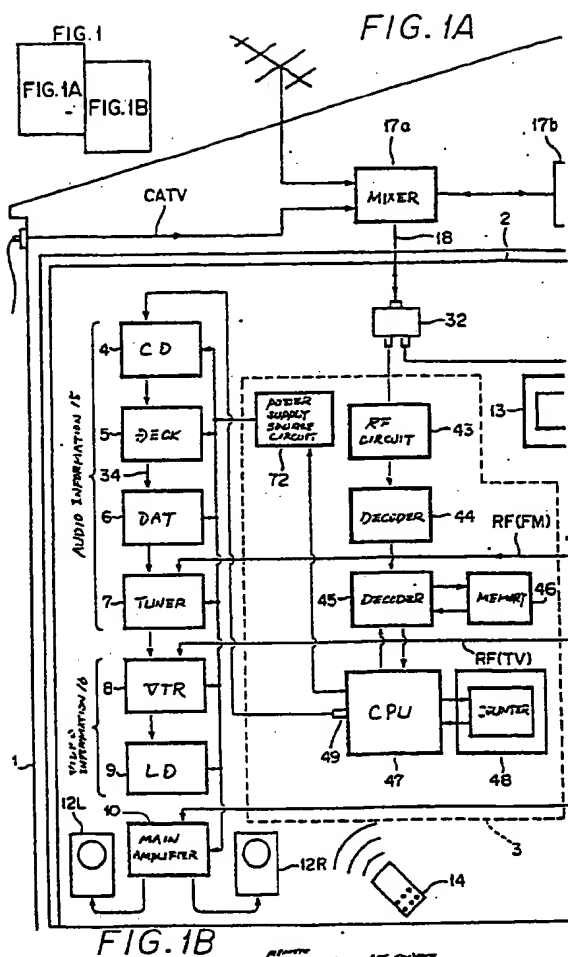 FIG. 1
FIG. 1A
FIG. 1B
FIG. 1A
17a
17b
MIXER
CATV
18
2
32
4
CD
5
DECK
34
6
DAT
7
TUNER
AUDIO INFORMATION 15
8
VTR
9
LD
INFORMATION 16
1
10
MAIN
AMPLIFIER
12L
12R
POWER
SUPPLY
SOURCE
CIRCUIT
72
RF
CIRCUIT
43
13
DECODER
44
RF(FM)
45
DECODER
MEMORY
46
RF(TV)
CPU
49
47
COUNTER
48
3
14
FIG. 1B